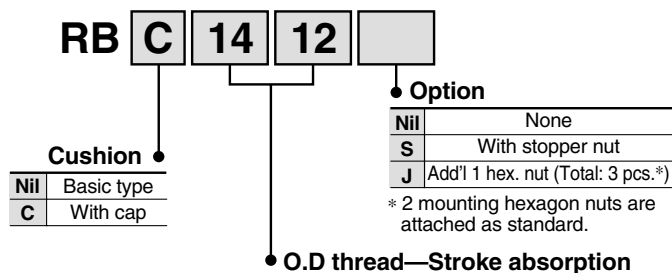 RB C 14 12
Option
Nil None
S With stopper nut
J Add'l 1 hex. nut (Total: 3 pcs.*)
* 2 mounting hexagon nuts are
attached as standard.
Cushion
Nil Basic type
C With cap
O.D thread—Stroke absorption